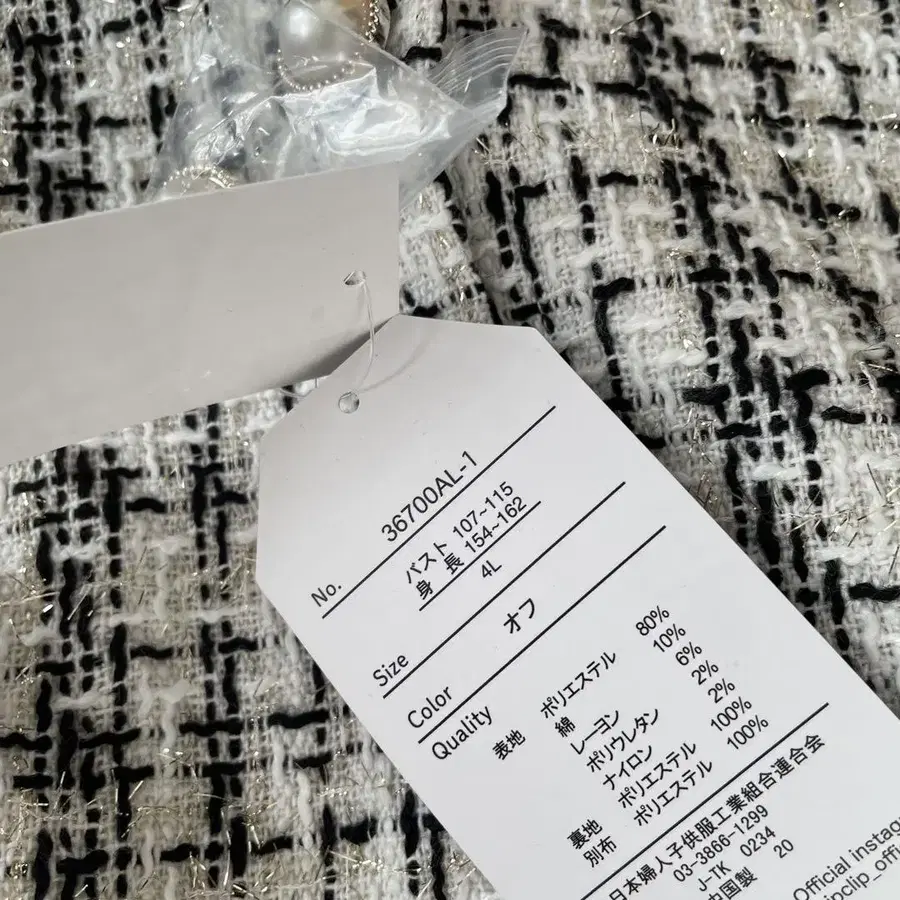 No. 36700AL-1
バスト 107~115
身 長 154~162
Size 4L
Color オフ
Quality
表地 ポリエステル 80%
綿 10%
レーヨン 6%
ポリウレタン 2%
ナイロン 2%
裏地 ポリエステル 100%
別布 ポリエステル 100%
日本婦人子供服工業組合連合会
03-3866-1299
J-TK 0234
中国製 20
Official